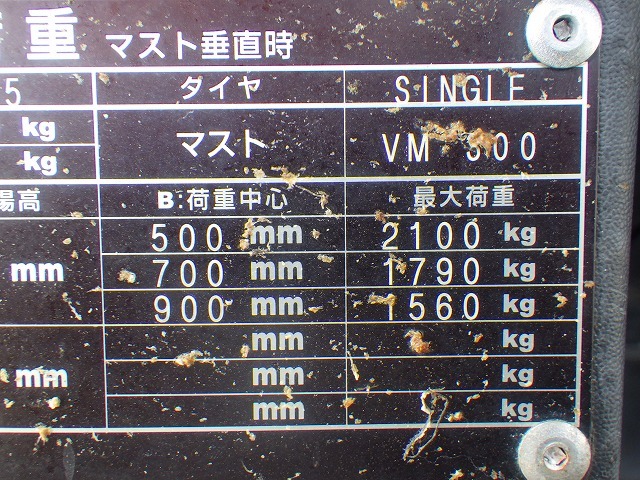 重 マスト垂直時
5 タイヤ SINGLE
kg マスト VM 300
kg
揚高 B:荷重中心 最大荷重
500 mm 2100 kg
mm 700 mm 1790 kg
900 mm 1560 kg
mm kg
mm mm kg
mm kg